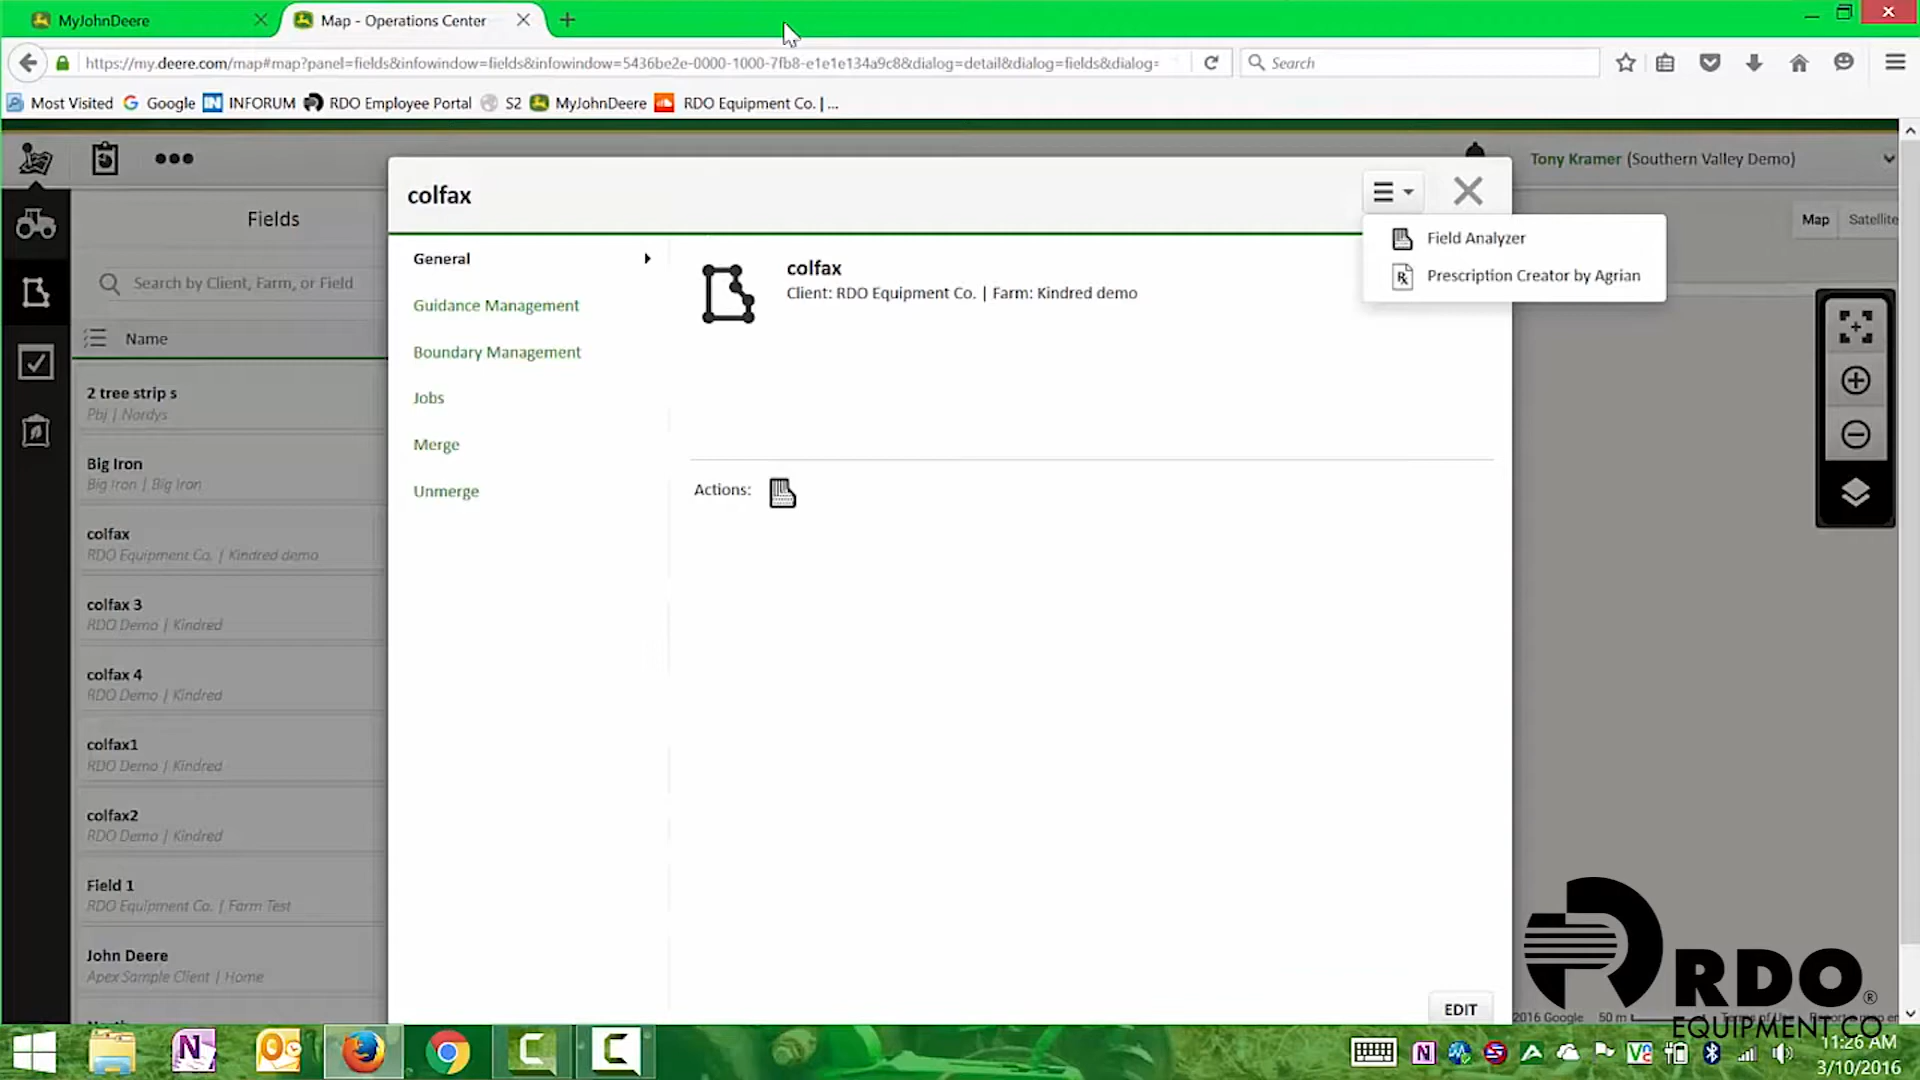 MyJohnDeere
Map - Operations Center
https://my.deere.com/map#map?panel=fields&infowindow=fields&infowindow=5436be2e-0000-1000-7fb8-e1e1e134a9c8&dialog=detail&dialog=fields&dialog=
Search
Most Visited Google INFORUM RDO Employee Portal S2 MyJohnDeere RDO Equipment Co. | ...
Tony Kramer (Southern Valley Demo)
Fields
Search by Client, Farm, or Field
Name
2 tree strip s
Pbj | Nordys
Big Iron
Big Iron | Big Iron
colfax
RDO Equipment Co. | Kindred demo
colfax 3
RDO Demo | Kindred
colfax 4
RDO Demo | Kindred
colfax1
RDO Demo | Kindred
colfax2
RDO Demo | Kindred
Field 1
RDO Equipment Co. | Farm Test
John Deere
Apex Sample Client | Home
colfax
General
Guidance Management
Boundary Management
Jobs
Merge
Unmerge
colfax
Client: RDO Equipment Co. | Farm: Kindred demo
Actions:
EDIT
Field Analyzer
Prescription Creator by Agrian
Map Satellite
2016 Google 50 m Terms of Use Report a map
RDO®
EQUIPMENT CO.
11:26 AM
3/10/2016